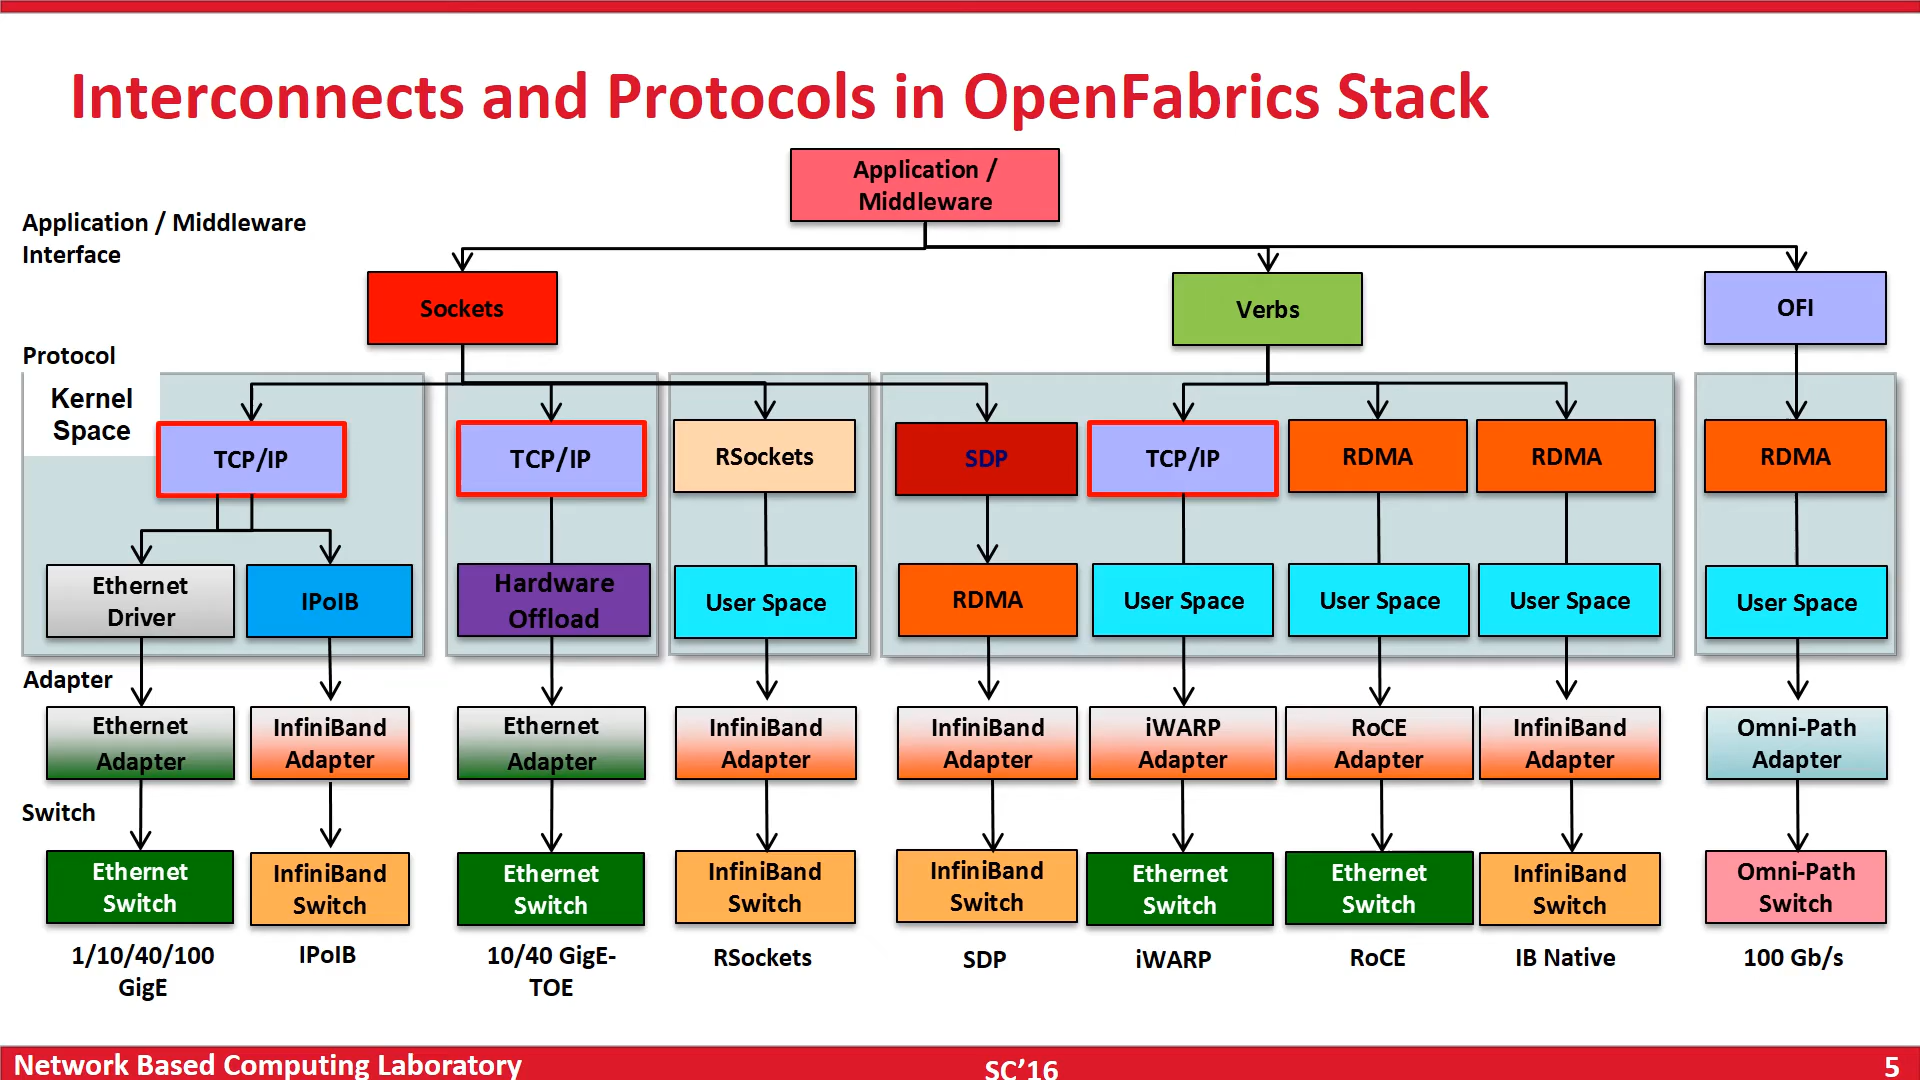 Interconnects and Protocols in OpenFabrics Stack
Application /
Middleware
Application / Middleware
Interface
Sockets
Verbs
OFI
Protocol
Kernel
Space
TCP/IP
TCP/IP
RSockets
SDP
TCP/IP
RDMA
RDMA
RDMA
Ethernet
Driver
IPoIB
Hardware
Offload
User Space
RDMA
User Space
User Space
User Space
User Space
Adapter
Ethernet
Adapter
InfiniBand
Adapter
Ethernet
Adapter
InfiniBand
Adapter
InfiniBand
Adapter
iWARP
Adapter
RoCE
Adapter
InfiniBand
Adapter
Omni-Path
Adapter
Switch
Ethernet
Switch
InfiniBand
Switch
Ethernet
Switch
InfiniBand
Switch
InfiniBand
Switch
Ethernet
Switch
Ethernet
Switch
InfiniBand
Switch
Omni-Path
Switch
1/10/40/100
GigE
IPoIB
10/40 GigE-
TOE
RSockets
SDP
iWARP
RoCE
IB Native
100 Gb/s
Network Based Computing Laboratory
SC’16
5